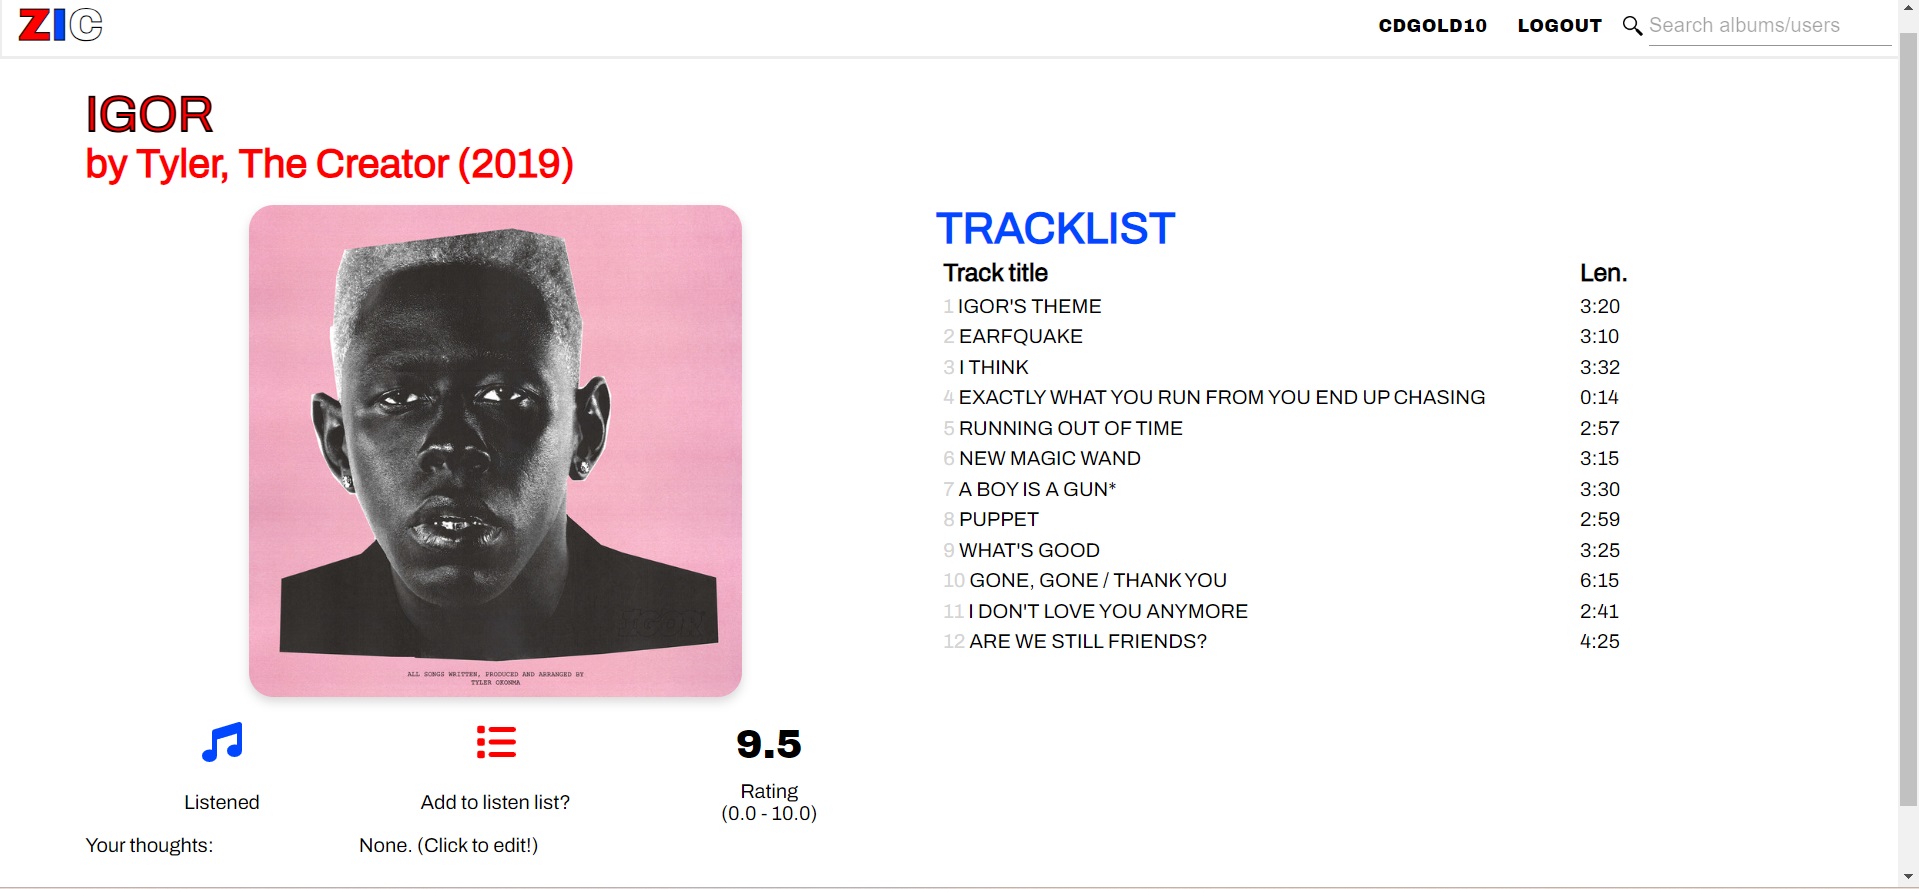 ZIC
CDGOLD10 LOGOUT Search albums/users
IGOR
by Tyler, The Creator (2019)
ALL SONGS WRITTEN, PRODUCED AND ARRANGED BY
TYLER OKONMA
Listened
Add to listen list?
9.5
Rating
(0.0 - 10.0)
Your thoughts: None. (Click to edit!)
TRACKLIST
Track title Len.
1 IGOR'S THEME 3:20
2 EARFQUAKE 3:10
3 I THINK 3:32
4 EXACTLY WHAT YOU RUN FROM YOU END UP CHASING 0:14
5 RUNNING OUT OF TIME 2:57
6 NEW MAGIC WAND 3:15
7 A BOY IS A GUN* 3:30
8 PUPPET 2:59
9 WHAT'S GOOD 3:25
10 GONE, GONE / THANK YOU 6:15
11 I DON'T LOVE YOU ANYMORE 2:41
12 ARE WE STILL FRIENDS? 4:25